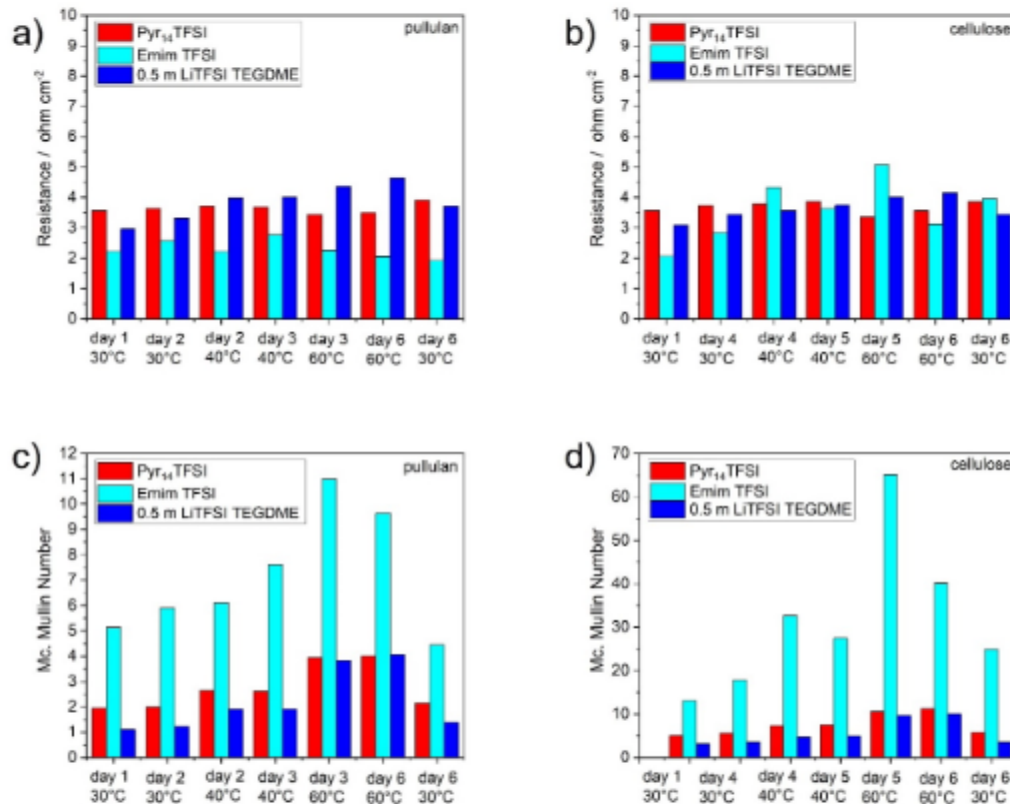 a)
Pyr14TFSI
Emim TFSI
0.5 m LiTFSI TEGDME
pullulan
Resistance / ohm cm-2
10
9
8
7
6
5
4
3
2
1
0
day 1 day 2 day 2 day 3 day 3 day 6 day 6
30°C 30°C 40°C 40°C 60°C 60°C 30°C
b)
Pyr14TFSI
Emim TFSI
0.5 m LiTFSI TEGDME
cellulose
Resistance / ohm cm-2
10
9
8
7
6
5
4
3
2
1
0
day 1 day 4 day 4 day 5 day 5 day 6 day 6
30°C 30°C 40°C 40°C 60°C 60°C 30°C
c)
Pyr14TFSI
Emim TFSI
0.5 m LiTFSI TEGDME
pullulan
Mc. Mullin Number
12
11
10
9
8
7
6
5
4
3
2
1
0
day 1 day 2 day 2 day 3 day 3 day 6 day 6
30°C 30°C 40°C 40°C 60°C 60°C 30°C
d)
Pyr14TFSI
Emim TFSI
0.5 m LiTFSI TEGDME
cellulose
Mc. Mullin Number
70
60
50
40
30
20
10
0
day 1 day 4 day 4 day 5 day 5 day 6 day 6
30°C 30°C 40°C 40°C 60°C 60°C 30°C